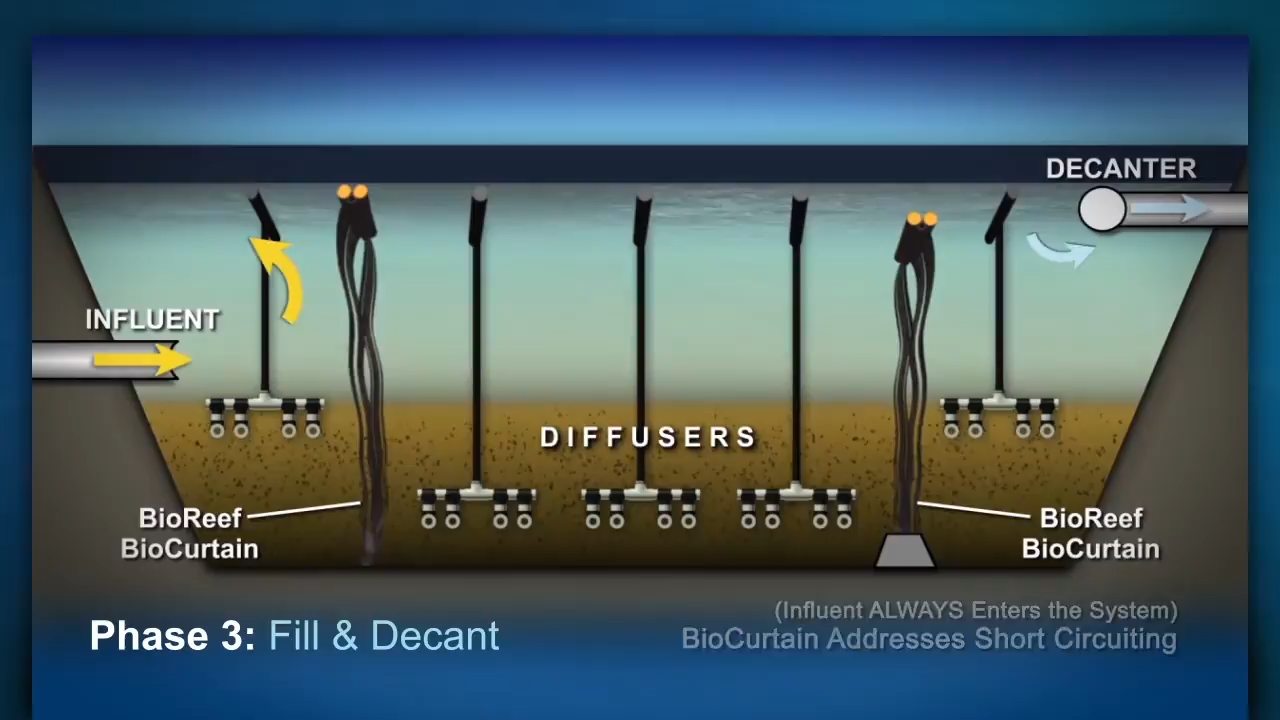 DECANTER
INFLUENT
DIFFUSERS
BioReef
BioCurtain
BioReef
BioCurtain
(Influent ALWAYS Enters the System)
Phase 3: Fill & Decant
BioCurtain Addresses Short Circuiting